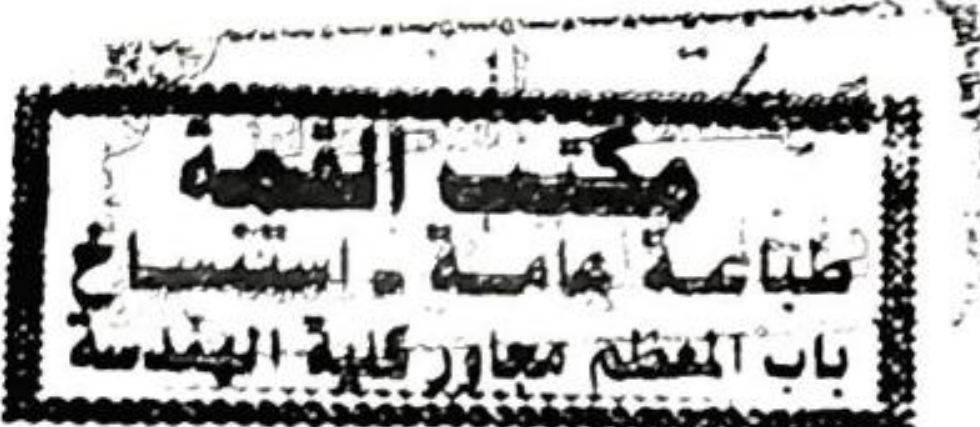 مكتب القمة
طباعة عامة - استنساخ
باب المعظم مجاور كلية الهندسة